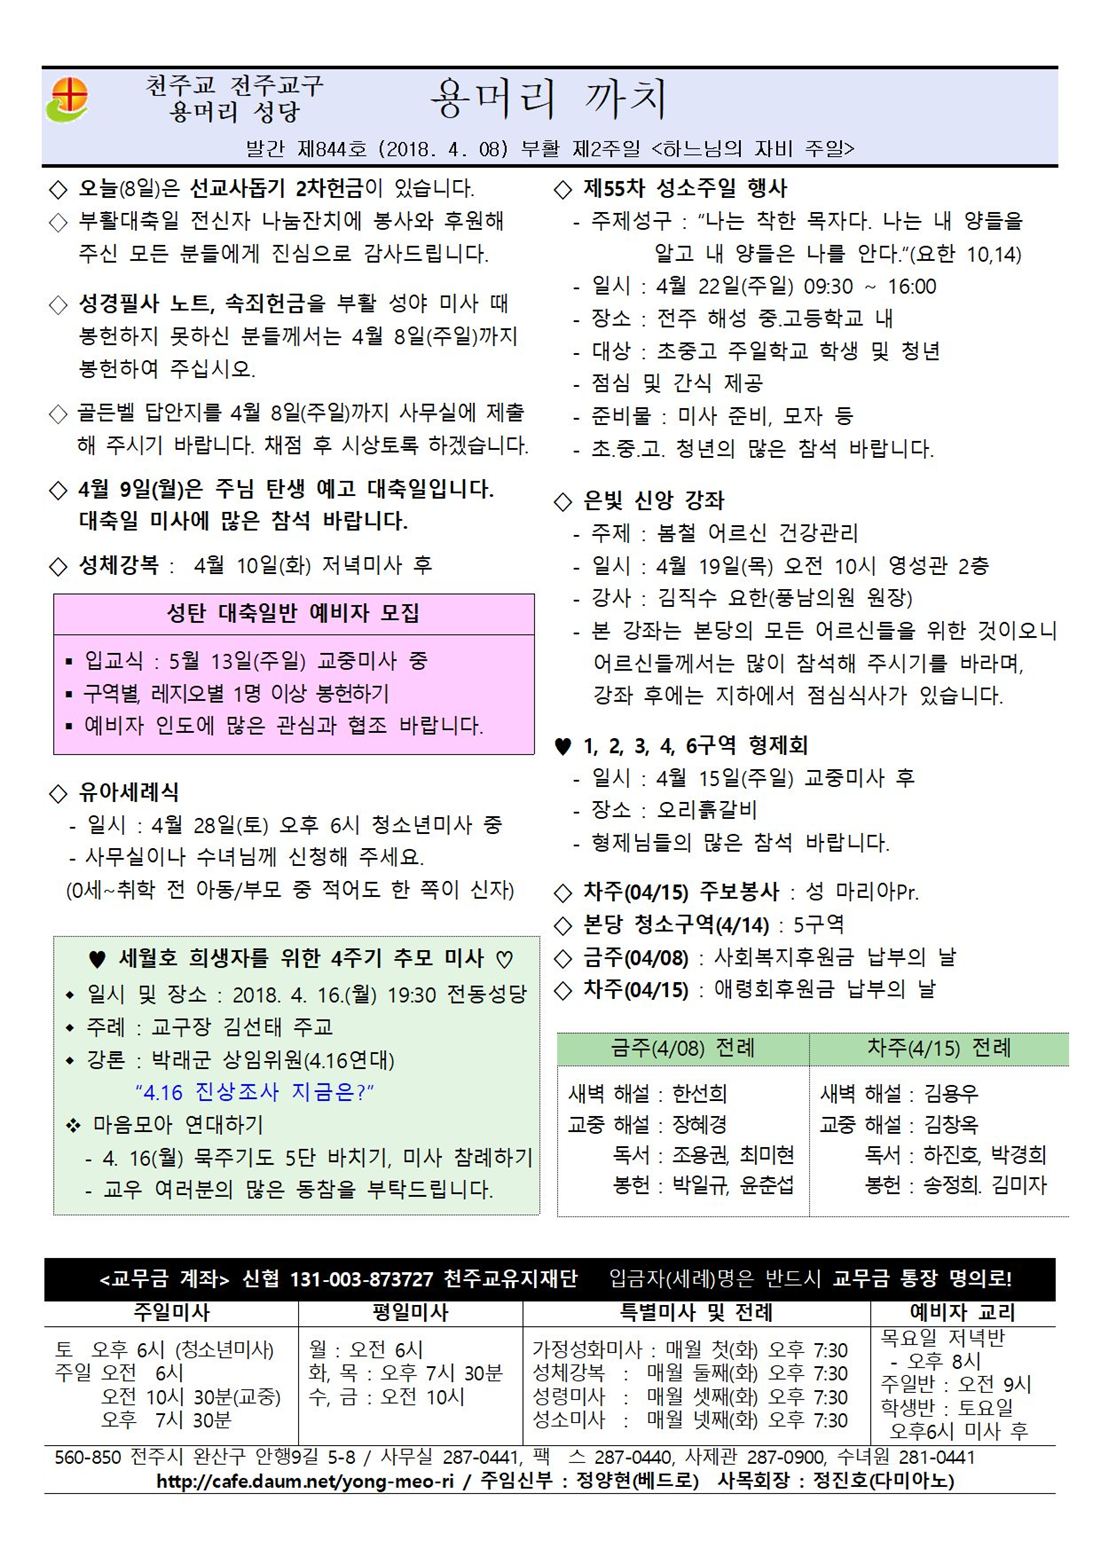 천주교 전주교구
용머리 성당
용머리 까치
발간 제844호 (2018. 4. 08) 부활 제2주일 <하느님의 자비 주일>
◇ 오늘(8일)은 선교사돕기 2차헌금이 있습니다.
◇ 부활대축일 전신자 나눔잔치에 봉사와 후원해
주신 모든 분들에게 진심으로 감사드립니다.
◇ 성경필사 노트, 속죄헌금을 부활 성야 미사 때
봉헌하지 못하신 분들께서는 4월 8일(주일)까지
봉헌하여 주십시오.
◇ 골든벨 답안지를 4월 8일(주일)까지 사무실에 제출
해 주시기 바랍니다. 채점 후 시상토록 하겠습니다.
◇ 4월 9일(월)은 주님 탄생 예고 대축일입니다.
대축일 미사에 많은 참석 바랍니다.
◇ 성체강복 : 4월 10일(화) 저녁미사 후
성탄 대축일반 예비자 모집
▪ 입교식 : 5월 13일(주일) 교중미사 중
▪ 구역별, 레지오별 1명 이상 봉헌하기
▪ 예비자 인도에 많은 관심과 협조 바랍니다.
◇ 유아세례식
- 일시 : 4월 28일(토) 오후 6시 청소년미사 중
- 사무실이나 수녀님께 신청해 주세요.
(0세~취학 전 아동/부모 중 적어도 한 쪽이 신자)
♥ 세월호 희생자를 위한 4주기 추모 미사 ♡
◆ 일시 및 장소 : 2018. 4. 16.(월) 19:30 전동성당
◆ 주례 : 교구장 김선태 주교
◆ 강론 : 박래군 상임위원(4.16연대)
“4.16 진상조사 지금은?”
❖ 마음모아 연대하기
- 4. 16(월) 묵주기도 5단 바치기, 미사 참례하기
- 교우 여러분의 많은 동참을 부탁드립니다.
◇ 제55차 성소주일 행사
- 주제성구 : “나는 착한 목자다. 나는 내 양들을
알고 내 양들은 나를 안다.“(요한 10,14)
- 일시 : 4월 22일(주일) 09:30 ~ 16:00
- 장소 : 전주 해성 중.고등학교 내
- 대상 : 초중고 주일학교 학생 및 청년
- 점심 및 간식 제공
- 준비물 : 미사 준비, 모자 등
- 초.중.고. 청년의 많은 참석 바랍니다.
◇ 은빛 신앙 강좌
- 주제 : 봄철 어르신 건강관리
- 일시 : 4월 19일(목) 오전 10시 영성관 2층
- 강사 : 김직수 요한(풍남의원 원장)
- 본 강좌는 본당의 모든 어르신들을 위한 것이오니
어르신들께서는 많이 참석해 주시기를 바라며,
강좌 후에는 지하에서 점심식사가 있습니다.
♥ 1, 2, 3, 4, 6구역 형제회
- 일시 : 4월 15일(주일) 교중미사 후
- 장소 : 오리흙갈비
- 형제님들의 많은 참석 바랍니다.
◇ 차주(04/15) 주보봉사 : 성 마리아Pr.
◇ 본당 청소구역(4/14) : 5구역
◇ 금주(04/08) : 사회복지후원금 납부의 날
◇ 차주(04/15) : 애령회후원금 납부의 날
금주(4/08) 전례
새벽 해설 : 한선희
교중 해설 : 장혜경
독서 : 조용권, 최미현
봉헌 : 박일규, 윤춘섭
차주(4/15) 전례
새벽 해설 : 김용우
교중 해설 : 김창옥
독서 : 하진호, 박경희
봉헌 : 송정희. 김미자
<교무금 계좌> 신협 131-003-873727 천주교유지재단 입금자(세례)명은 반드시 교무금 통장 명의로!
주일미사
토 오후 6시 (청소년미사)
주일 오전 6시
오전 10시 30분(교중)
오후 7시 30분
평일미사
월 : 오전 6시
화, 목 : 오후 7시 30분
수, 금 : 오전 10시
특별미사 및 전례
가정성화미사 : 매월 첫(화) 오후 7:30
성체강복 : 매월 둘째(화) 오후 7:30
성령미사 : 매월 셋째(화) 오후 7:30
성소미사 : 매월 넷째(화) 오후 7:30
예비자 교리
목요일 저녁반
- 오후 8시
주일반 : 오전 9시
학생반 : 토요일
오후6시 미사 후
560-850 전주시 완산구 안행9길 5-8 / 사무실 287-0441, 팩 스 287-0440, 사제관 287-0900, 수녀원 281-0441
http://cafe.daum.net/yong-meo-ri / 주임신부 : 정양현(베드로) 사목회장 : 정진호(다미아노)